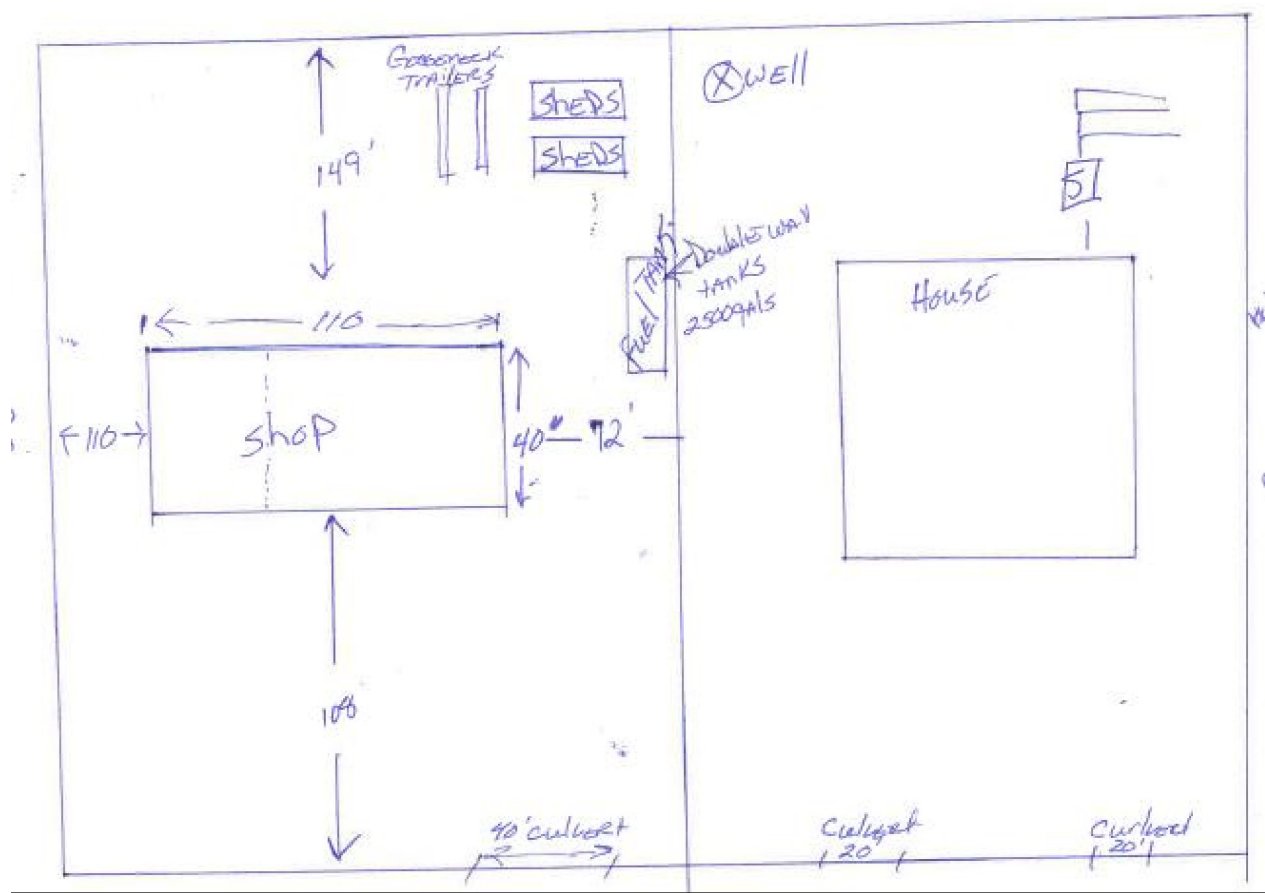 Gooseneck
Trailers
Sheds
Sheds
X well
149'
51
Fuel Tank
Double wall
tanks
2500gals
House
110
110
Shop
40"
72'
108
40' culvert
Culvert
20'
Culvert
20'